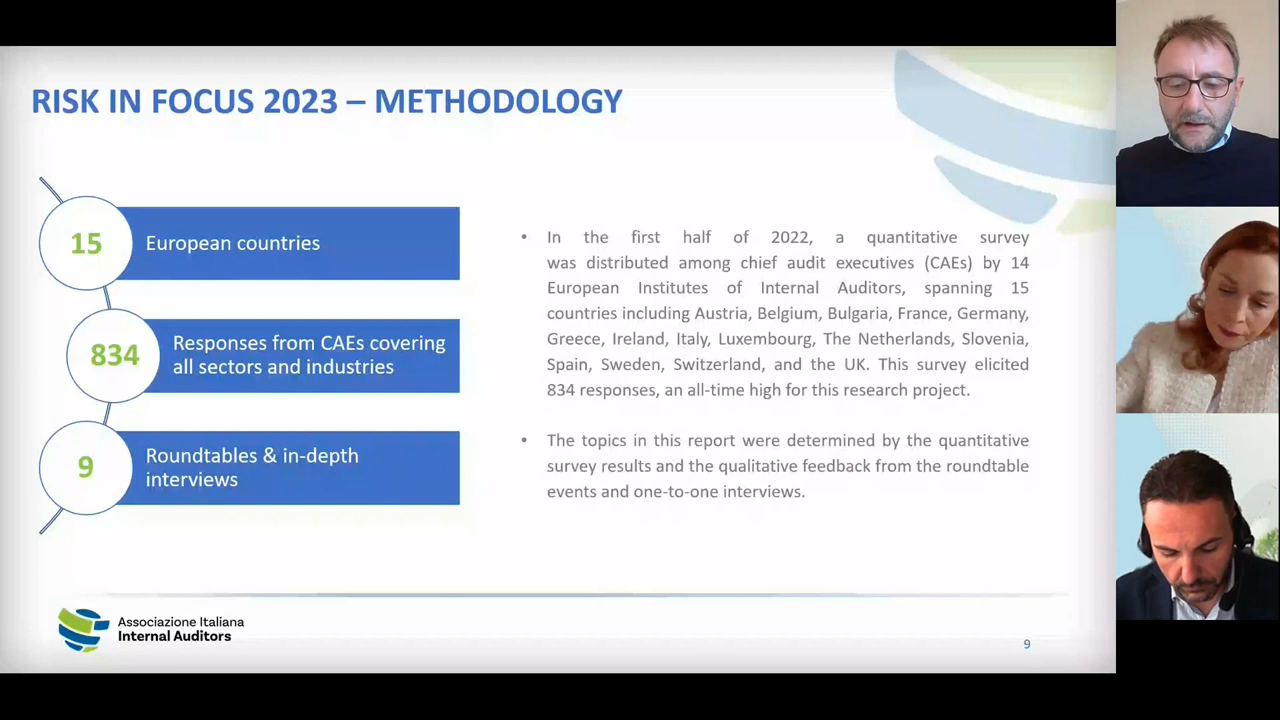 RISK IN FOCUS 2023 – METHODOLOGY
15
European countries
834
Responses from CAEs covering
all sectors and industries
9
Roundtables & in-depth
interviews
• In the first half of 2022, a quantitative survey
was distributed among chief audit executives (CAEs) by 14
European Institutes of Internal Auditors, spanning 15
countries including Austria, Belgium, Bulgaria, France, Germany,
Greece, Ireland, Italy, Luxembourg, The Netherlands, Slovenia,
Spain, Sweden, Switzerland, and the UK. This survey elicited
834 responses, an all-time high for this research project.
• The topics in this report were determined by the quantitative
survey results and the qualitative feedback from the roundtable
events and one-to-one interviews.
Associazione Italiana
Internal Auditors
9